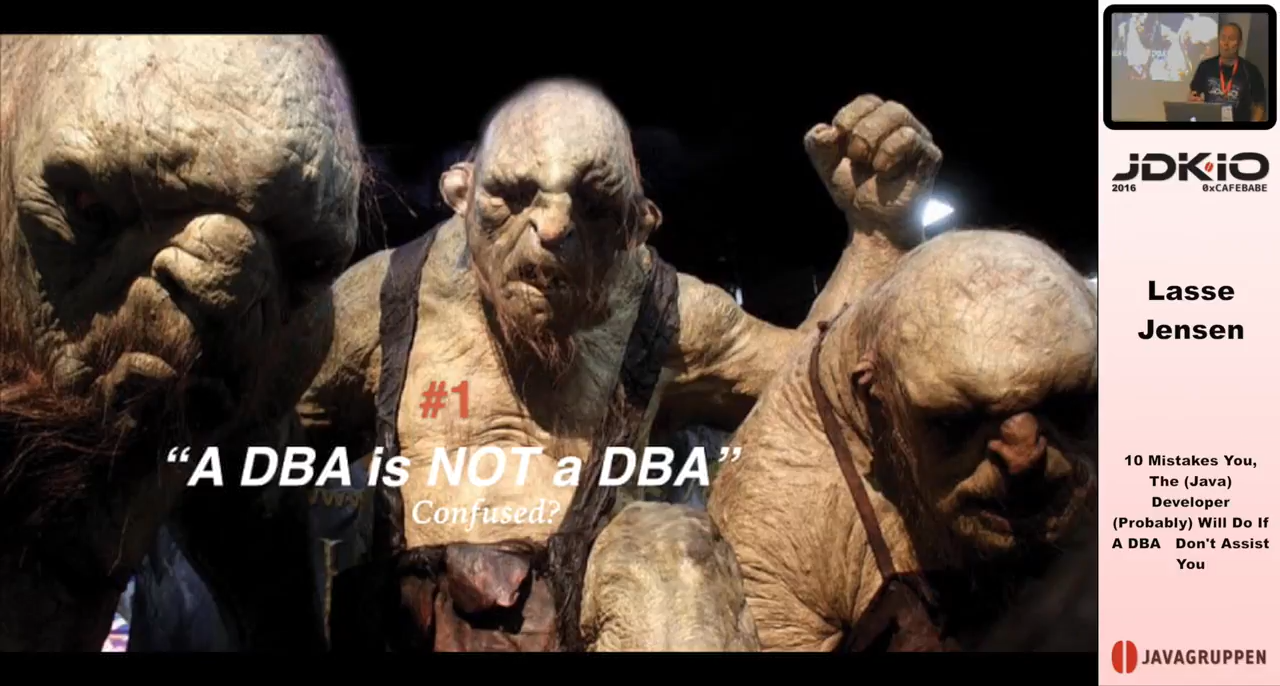 #1
“A DBA is NOT a DBA”
Confused?
JDK.IO
2016 0xCAFEBABE
Lasse
Jensen
10 Mistakes You,
The (Java)
Developer
(Probably) Will Do If
A DBA Don't Assist
You
JAVAGRUPPEN